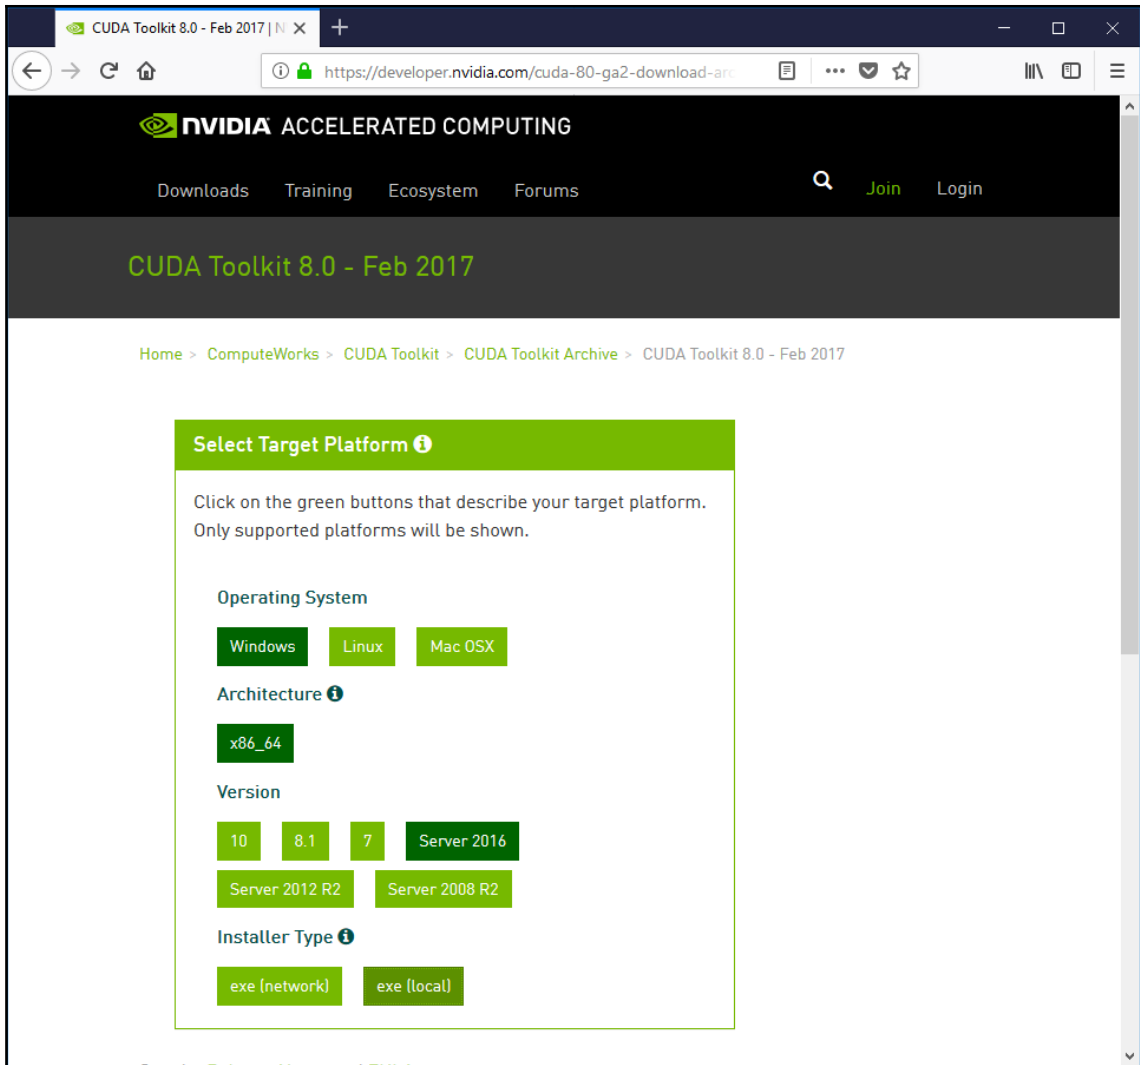 CUDA Toolkit 8.0 - Feb 2017 | N
https://developer.nvidia.com/cuda-80-ga2-download-arc
NVIDIA ACCELERATED COMPUTING
Downloads Training Ecosystem Forums Join Login
CUDA Toolkit 8.0 - Feb 2017
Home > ComputeWorks > CUDA Toolkit > CUDA Toolkit Archive > CUDA Toolkit 8.0 - Feb 2017
Select Target Platform
Click on the green buttons that describe your target platform.
Only supported platforms will be shown.
Operating System
Windows Linux Mac OSX
Architecture
x86_64
Version
10 8.1 7 Server 2016
Server 2012 R2 Server 2008 R2
Installer Type
exe (network) exe (local)